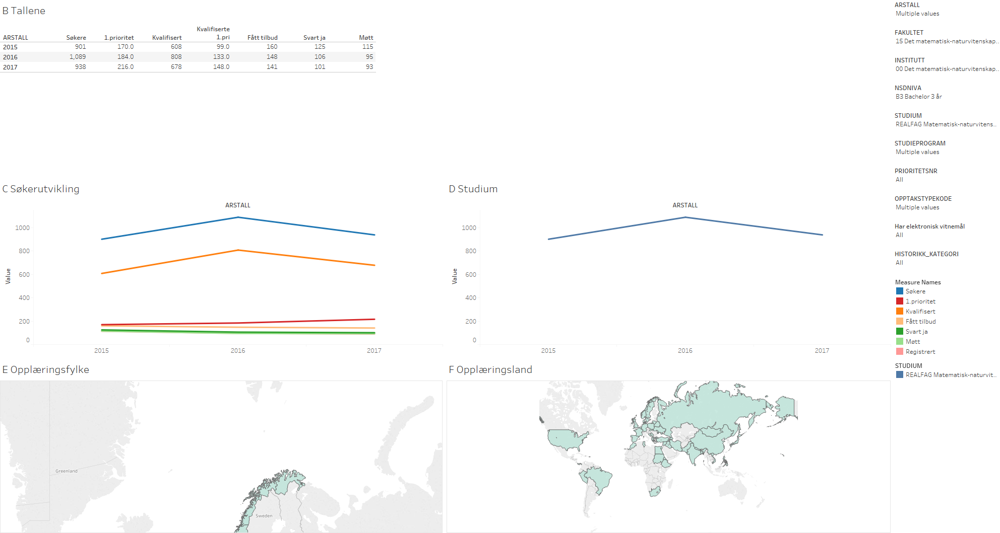 B Tallene
Kvalifiserte
ARSTALL Søkere 1.prioritet Kvalifisert 1.pri Fått tilbud Svart ja Møtt
2015 901 170.0 608 99.0 160 125 115
2016 1,089 184.0 808 133.0 148 106 95
2017 938 216.0 678 148.0 141 101 93
C Søkerutvikling
ARSTALL
1000
800
600
400
200
0
Value
2015 2016 2017
D Studium
ARSTALL
1000
800
600
400
200
0
Value
2015 2016 2017
E Opplæringsfylke
Greenland
Sweden
F Opplæringsland
ARSTALL
Multiple values
FAKULTET
15 Det matematisk-naturvitenskap..
INSTITUTT
00 Det matematisk-naturvitenskap..
NSDNIVA
B3 Bachelor 3 år
STUDIUM
REALFAG Matematisk-naturvitens..
STUDIEPROGRAM
Multiple values
PRIORITETSNR
All
OPPTAKSTYPEKODE
Multiple values
Har elektronisk vitnemål
All
HISTORIKK_KATEGORI
All
Measure Names
Søkere
1.prioritet
Kvalifisert
Fått tilbud
Svart ja
Møtt
Registrert
STUDIUM
REALFAG Matematisk-naturvit..